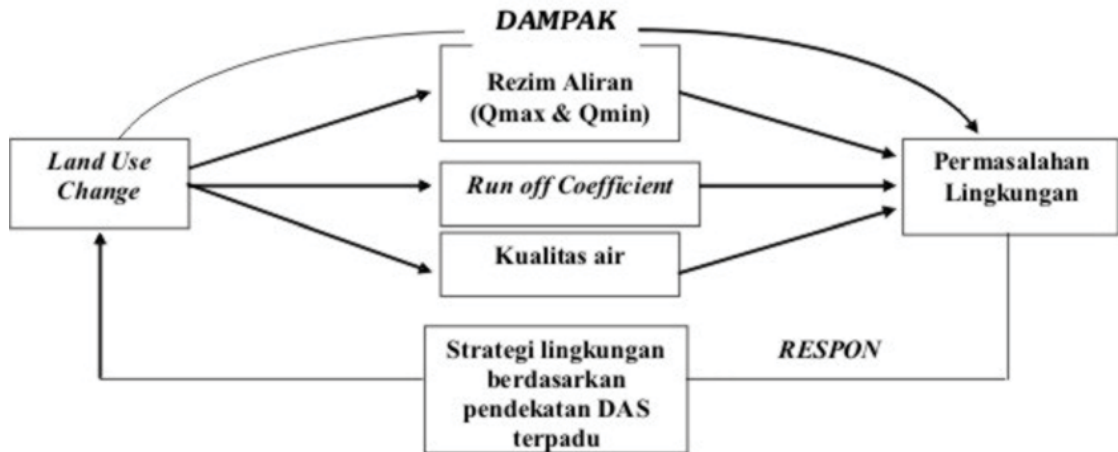 DAMPAK
Rezim Aliran
(Qmax & Qmin)
Land Use
Change
Run off Coefficient
Kualitas air
Permasalahan
Lingkungan
Strategi lingkungan
berdasarkan
pendekatan DAS
terpadu
RESPON